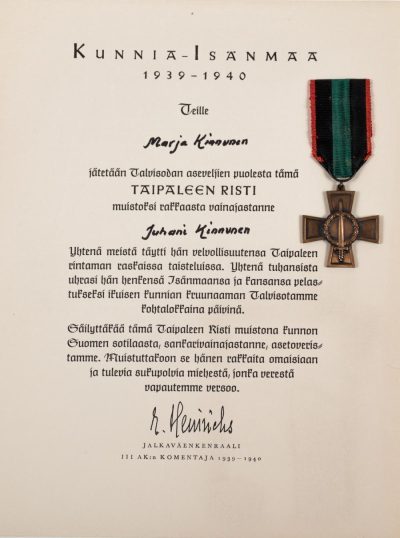 KUNNIA-ISÄNMAA
1939-1940
Teille
Marja Kinnunen
jätetään Talvisodan aseveljien puolesta tämä
TAIPALEEN RISTI
muistoksi rakkaasta vainajastanne
Juhani Kinnunen
Yhtenä meistä täytti hän velvollisuutensa Taipaleen
rintaman raskaissa taisteluissa. Yhtenä tuhansista
uhrasi hän henkensä Isänmaansa ja kansansa pelas-
tukseksi ikuisen kunnian kruunaaman Talvisotamme
kohtalokkaina päivinä.
Säilyttäkää tämä Taipaleen Risti muistona kunnon
Suomen sotilaasta, sankarivainajastanne, asetoveris-
tamme. Muistuttakoon se hänen rakkaita omaisiaan
ja tulevia sukupolvia miehestä, jonka verestä
vapautemme versoo.
E. Heinrichs
JALKAVÄENKENRAALI
III AK:n KOMENTAJA 1939-1940